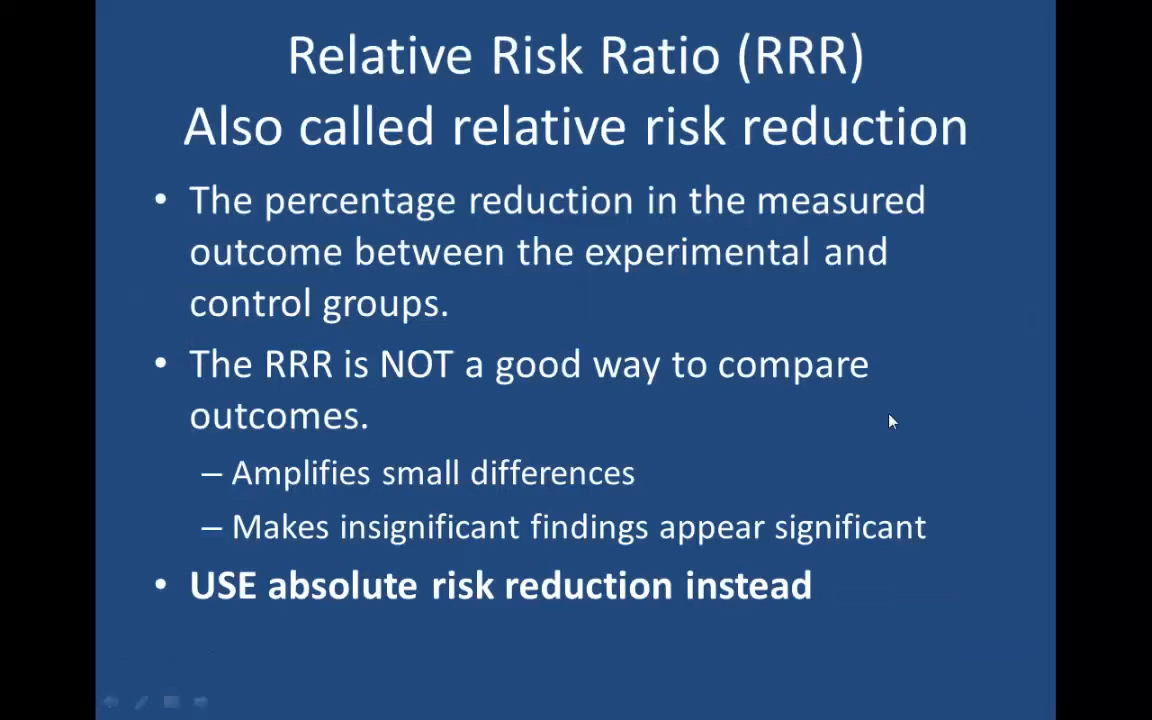 Relative Risk Ratio (RRR)
Also called relative risk reduction
• The percentage reduction in the measured
outcome between the experimental and
control groups.
• The RRR is NOT a good way to compare
outcomes.
– Amplifies small differences
– Makes insignificant findings appear significant
• USE absolute risk reduction instead